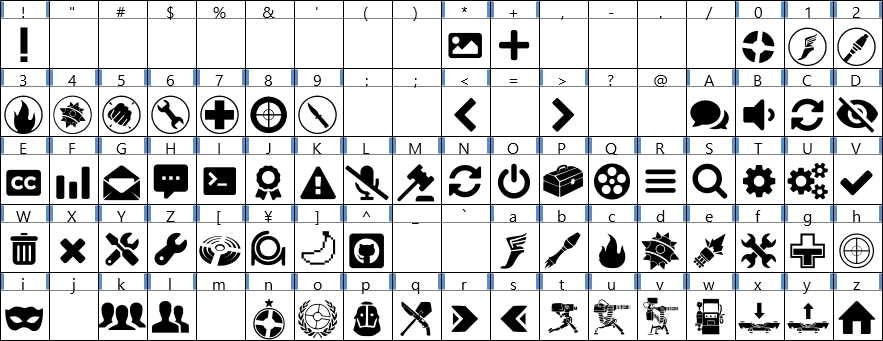 ! " # $ % & ' ( ) * + , - . / 0 1 2
3 4 5 6 7 8 9 : ; < = > ? @ A B C D
CC
E F G H I J K L M N O P Q R S T U V
W X Y Z [ ¥ ] ^ _ ` a b c d e f g h
i j k l m n o p q r s t u v w x y z